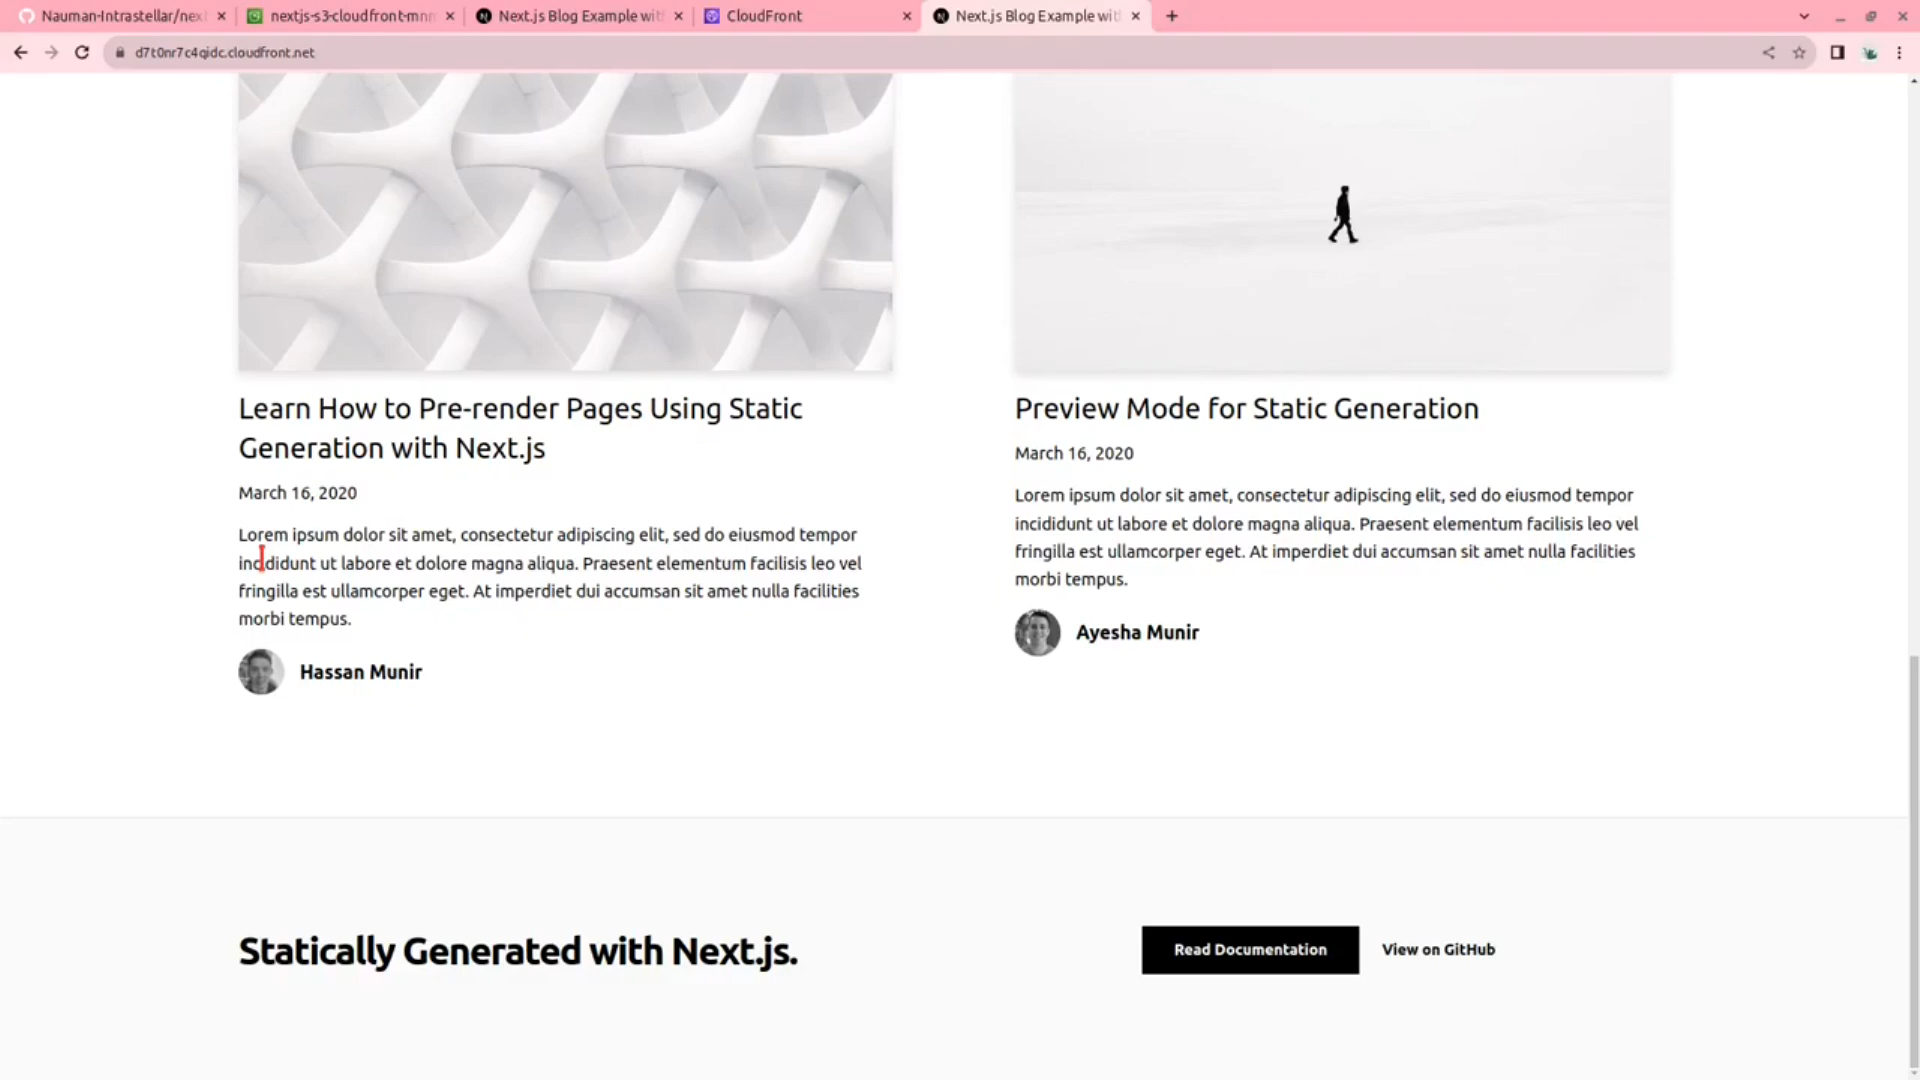 Nauman-Intrastellar/next
nextjs-s3-cloudfront-mnm
Next.js Blog Example with
CloudFront
Next.js Blog Example with
d7t0nr7c4qidc.cloudfront.net
Learn How to Pre-render Pages Using Static
Generation with Next.js
March 16, 2020
Lorem ipsum dolor sit amet, consectetur adipiscing elit, sed do eiusmod tempor
incididunt ut labore et dolore magna aliqua. Praesent elementum facilisis leo vel
fringilla est ullamcorper eget. At imperdiet dui accumsan sit amet nulla facilities
morbi tempus.
Hassan Munir
Preview Mode for Static Generation
March 16, 2020
Lorem ipsum dolor sit amet, consectetur adipiscing elit, sed do eiusmod tempor
incididunt ut labore et dolore magna aliqua. Praesent elementum facilisis leo vel
fringilla est ullamcorper eget. At imperdiet dui accumsan sit amet nulla facilities
morbi tempus.
Ayesha Munir
Statically Generated with Next.js.
Read Documentation
View on GitHub